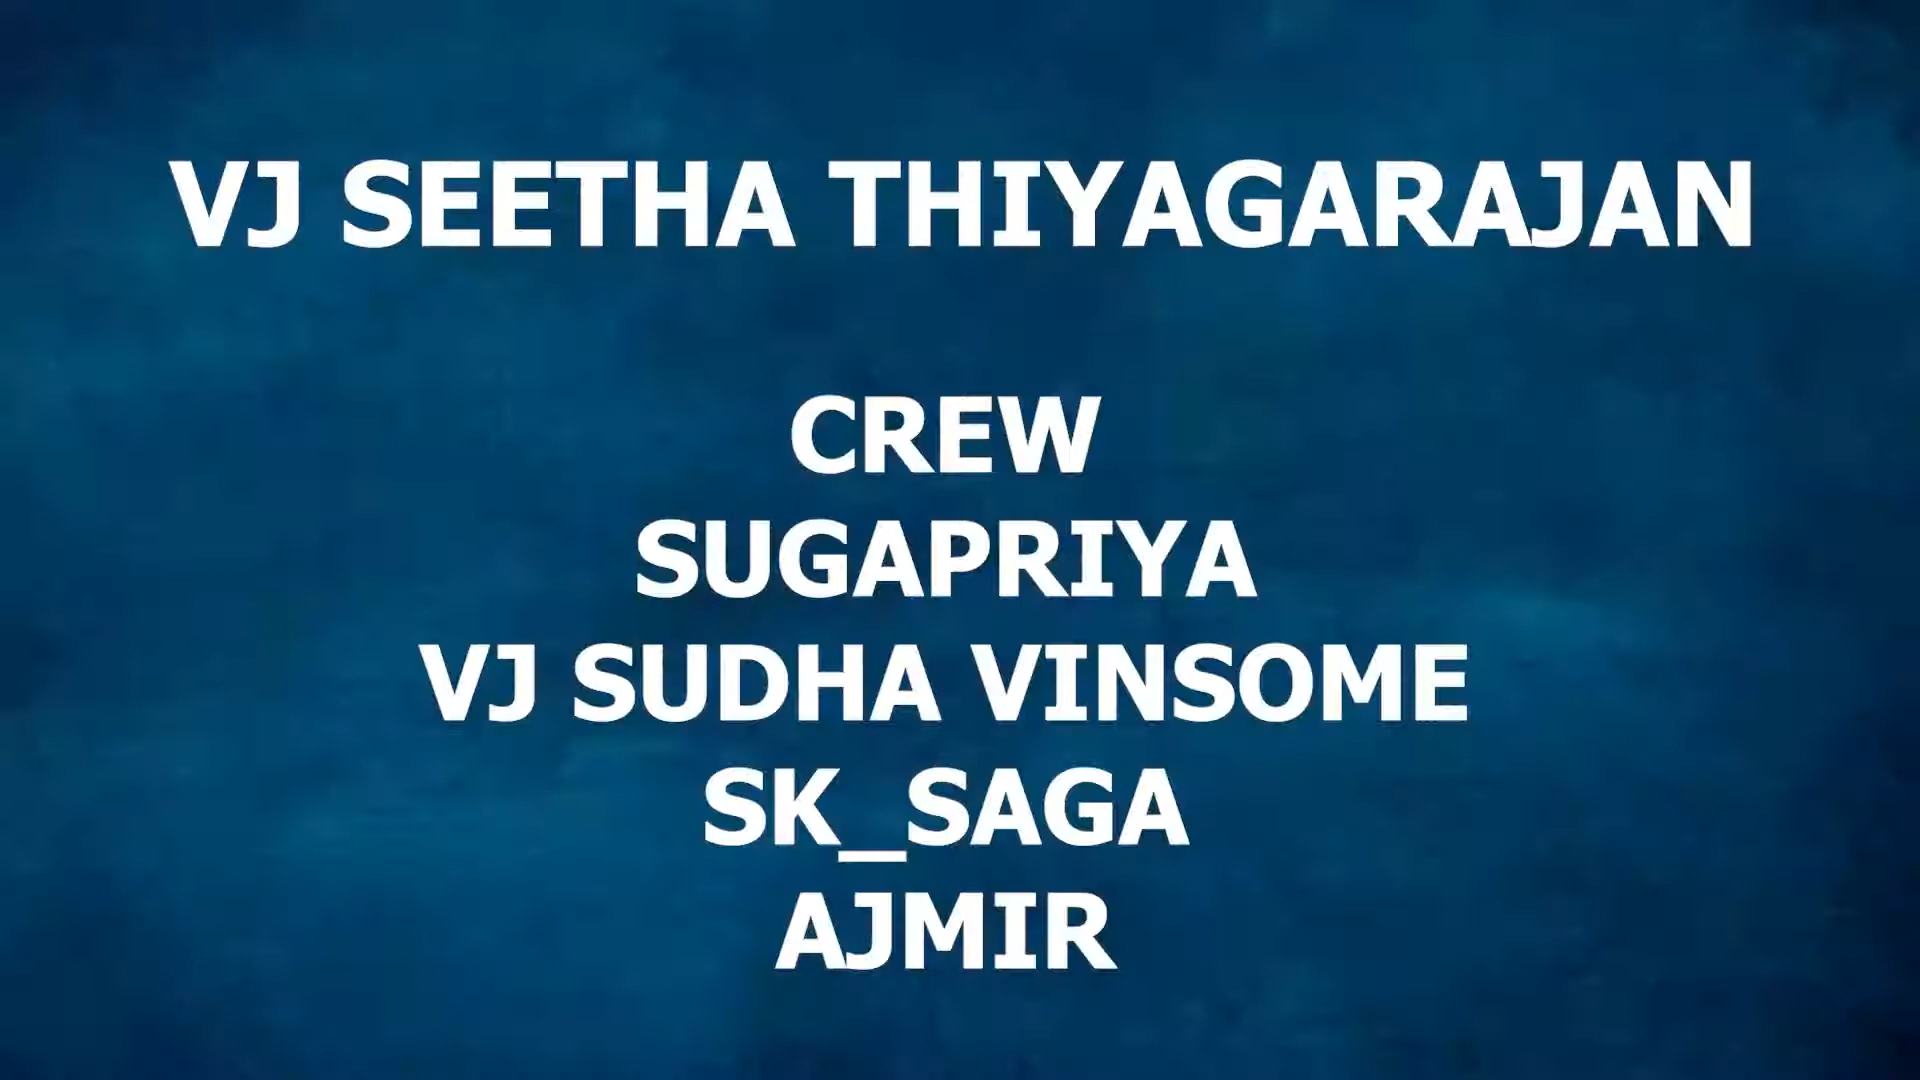 VJ SEETHA THIYAGARAJAN
CREW
SUGAPRIYA
VJ SUDHA VINSOME
SK_SAGA
AJMIR